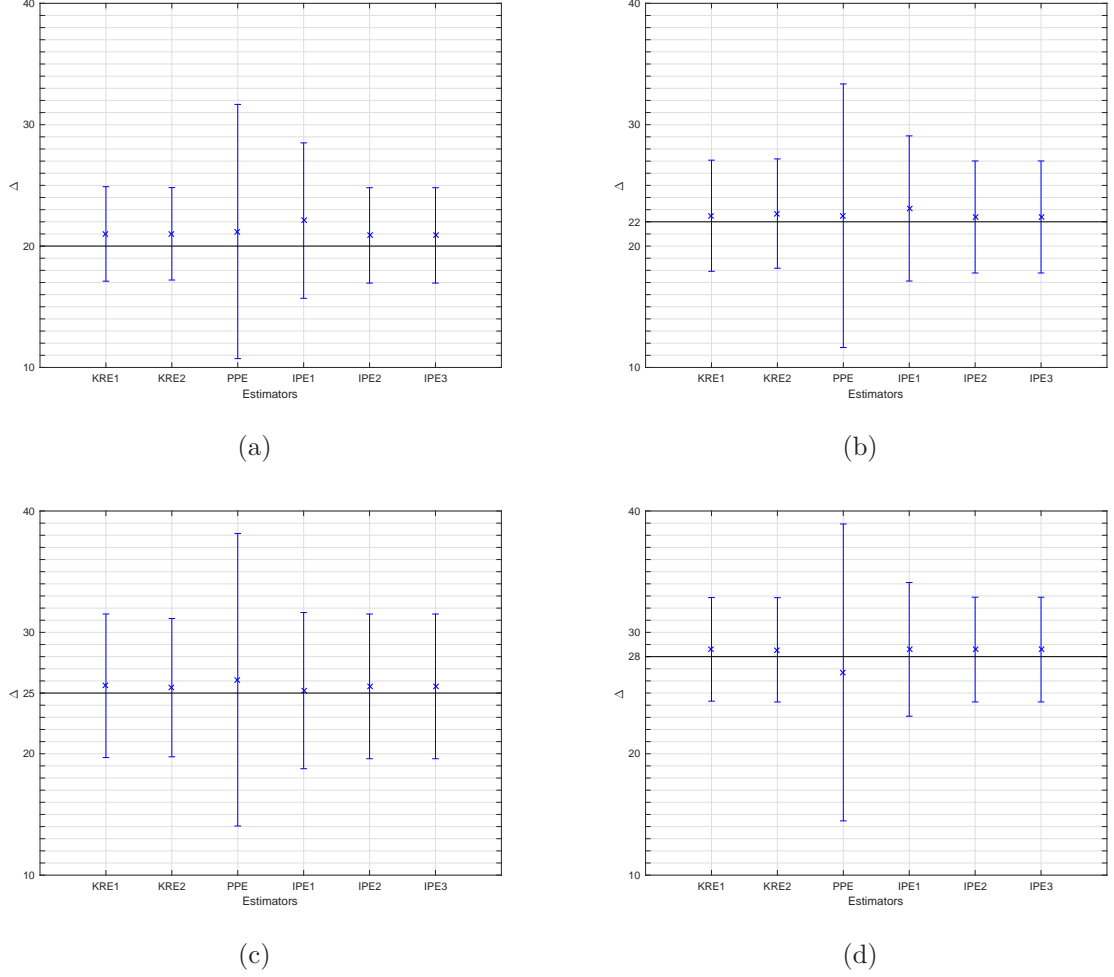 40
30
20
10
Δ
KRE1 KRE2 PPE IPE1 IPE2 IPE3
Estimators
(a)
40
30
22
20
10
Δ
KRE1 KRE2 PPE IPE1 IPE2 IPE3
Estimators
(b)
40
30
25
20
10
Δ
KRE1 KRE2 PPE IPE1 IPE2 IPE3
Estimators
(c)
40
30
28
20
10
Δ
KRE1 KRE2 PPE IPE1 IPE2 IPE3
Estimators
(d)